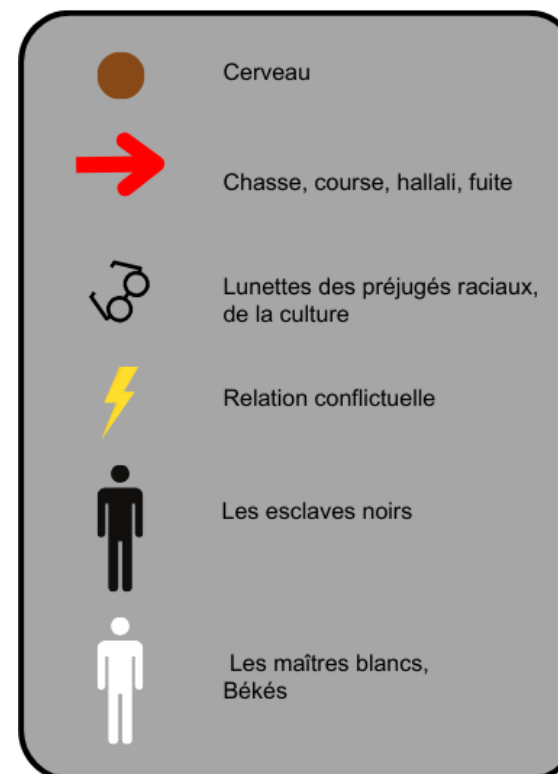 Cerveau
Chasse, course, hallali, fuite
Lunettes des préjugés raciaux,
de la culture
Relation conflictuelle
Les esclaves noirs
Les maîtres blancs,
Békés